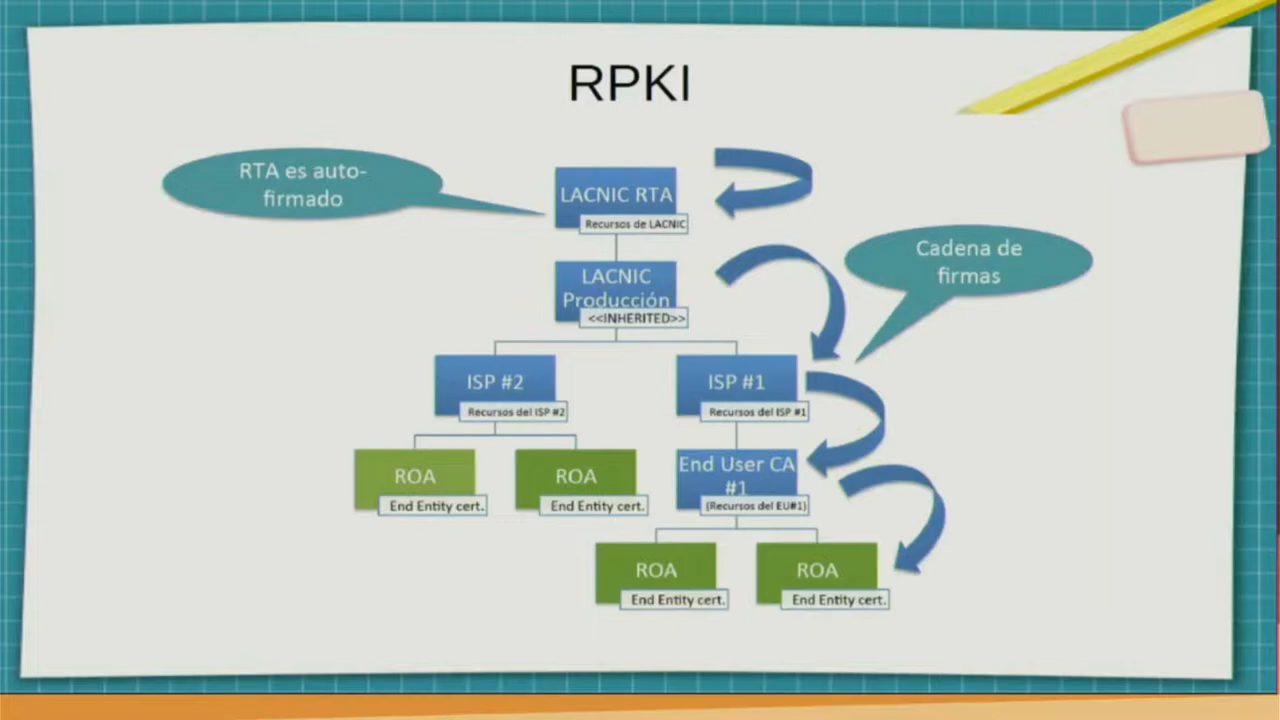 RPKI
RTA es auto-
firmado
LACNIC RTA
Recursos de LACNIC
Cadena de
firmas
LACNIC
Producción
<<INHERITED>>
ISP #2
Recursos del ISP #2
ISP #1
Recursos del ISP #1
ROA
End Entity cert.
ROA
End Entity cert.
End User CA
#1
(Recursos del EU#1)
ROA
End Entity cert.
ROA
End Entity cert.